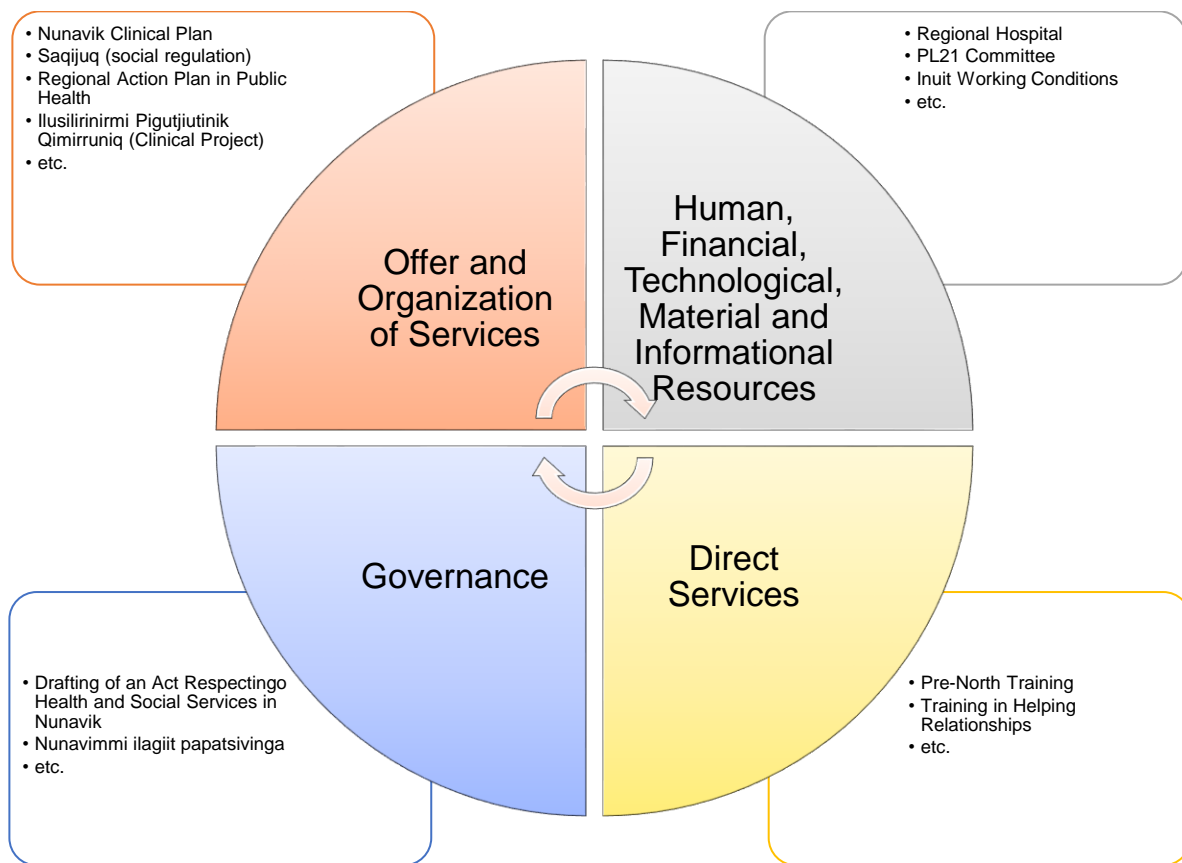 • Nunavik Clinical Plan
• Saqijuq (social regulation)
• Regional Action Plan in Public
Health
• Ilusilirinirmi Pigutjiutinik
Qimirruniq (Clinical Project)
• etc.
• Regional Hospital
• PL21 Committee
• Inuit Working Conditions
• etc.
Offer and
Organization
of Services
Human,
Financial,
Technological,
Material and
Informational
Resources
Governance
Direct
Services
• Drafting of an Act Respectingo
Health and Social Services in
Nunavik
• Nunavimmi ilagiit papatsivinga
• etc.
• Pre-North Training
• Training in Helping
Relationships
• etc.